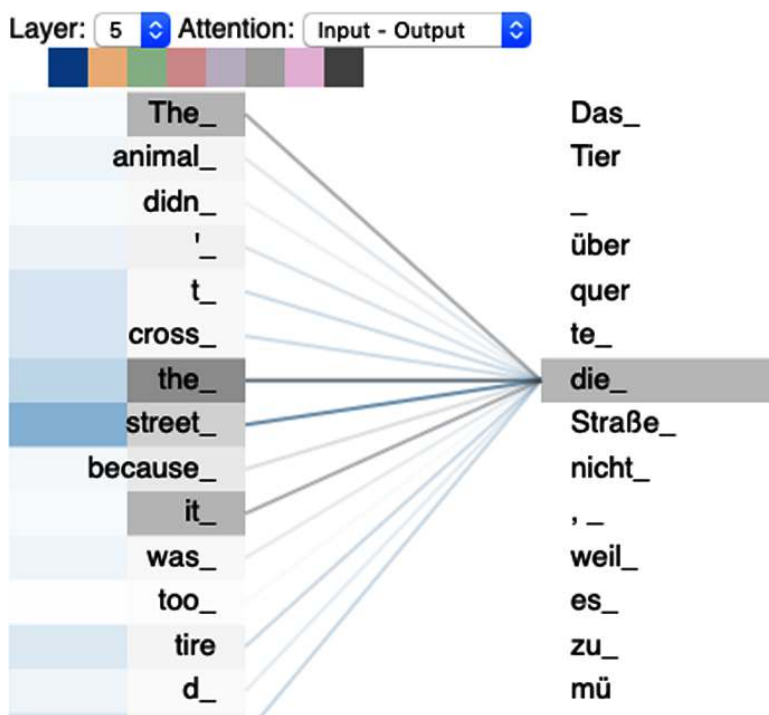 Layer: 5 Attention: Input - Output
The_ Das_
animal_ Tier
didn_ _
'_ über
t_ quer
cross_ te_
the_ die_
street_ Straße_
because_ nicht_
it_ , _
was_ weil_
too_ es_
tire zu_
d_ mü